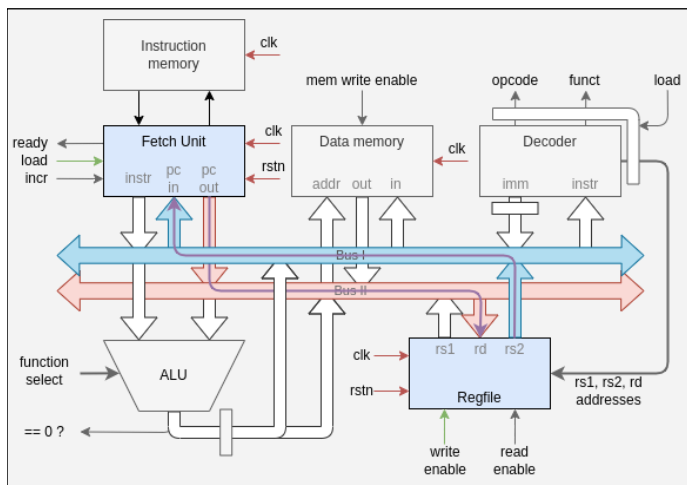 Instruction
memory
clk
mem write enable
opcode
funct
load
ready
load
incr
Fetch Unit
instr
pc
in
pc
out
clk
rstn
Data memory
addr
out
in
clk
Decoder
imm
instr
Bus I
Bus II
function
select
ALU
== 0 ?
clk
rstn
rs1
rd
rs2
Regfile
rs1, rs2, rd
addresses
write
enable
read
enable